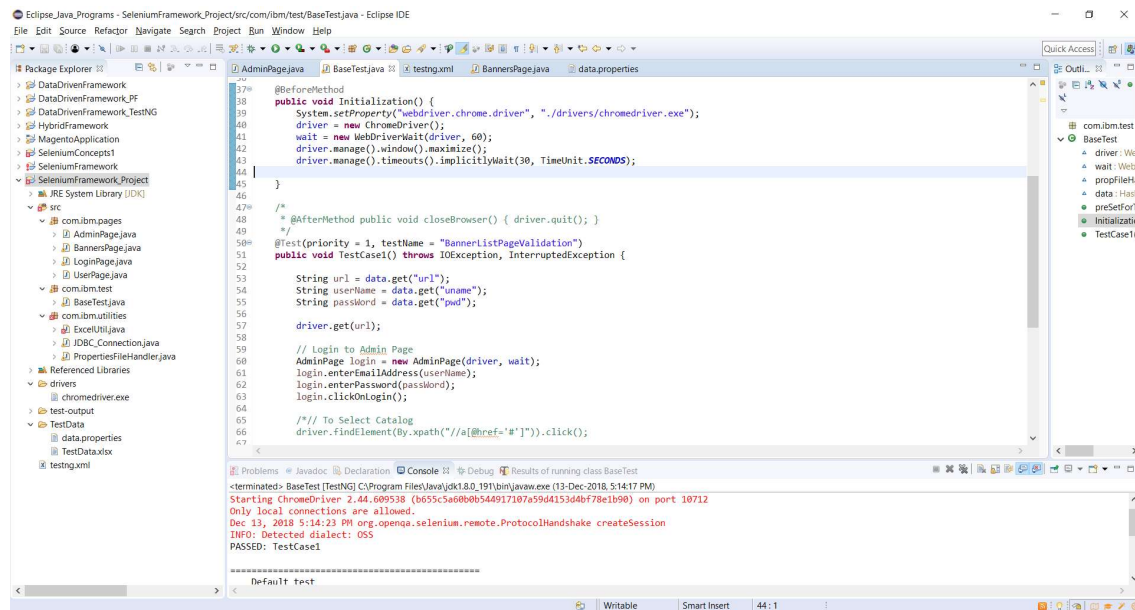 Eclipse_Java_Programs - SeleniumFramework_Project/src/com/ibm/test/BaseTest.java - Eclipse IDE
File Edit Source Refactor Navigate Search Project Run Window Help
Quick Access
Package Explorer
DataDrivenFramework
DataDrivenFramework_PF
DataDrivenFramework_TestNG
HybridFramework
MagentoApplication
SeleniumConcepts1
SeleniumFramework
SeleniumFramework_Project
JRE System Library [JDK]
src
com.ibm.pages
AdminPage.java
BannersPage.java
LoginPage.java
UserPage.java
com.ibm.test
BaseTest.java
com.ibm.utilities
ExcelUtil.java
JDBC_Connection.java
PropertiesFileHandler.java
Referenced Libraries
drivers
chromedriver.exe
test-output
TestData
data.properties
TestData.xlsx
testng.xml
AdminPage.java BaseTest.java testng.xml BannersPage.java data.properties
37 @BeforeMethod
38 public void Initialization() {
39 System.setProperty("webdriver.chrome.driver", "./drivers/chromedriver.exe");
40 driver = new ChromeDriver();
41 wait = new WebDriverWait(driver, 60);
42 driver.manage().window().maximize();
43 driver.manage().timeouts().implicitlyWait(30, TimeUnit.SECONDS);
44
45 }
46
47 /*
48 * @AfterMethod public void closeBrowser() { driver.quit(); }
49 */
50 @Test(priority = 1, testName = "BannerListPageValidation")
51 public void TestCase1() throws IOException, InterruptedException {
52
53 String url = data.get("url");
54 String userName = data.get("uname");
55 String passWord = data.get("pwd");
56
57 driver.get(url);
58
59 // Login to Admin Page
60 AdminPage login = new AdminPage(driver, wait);
61 login.enterEmailAddress(userName);
62 login.enterPassword(passWord);
63 login.clickOnLogin();
64
65 /*// To Select Catalog
66 driver.findElement(By.xpath("//a[@href='#']")).click();
67
Outli...
com.ibm.test
BaseTest
driver : We
wait : Web
propFileHa
data : Hash
preSetForT
Initializati
TestCase1(
Problems Javadoc Declaration Console Debug Results of running class BaseTest
<terminated> BaseTest [TestNG] C:\Program Files\Java\jdk1.8.0_191\bin\javaw.exe (13-Dec-2018, 5:14:17 PM)
Starting ChromeDriver 2.44.609538 (b655c5a60b0b544917107a59d4153d4bf78e1b90) on port 10712
Only local connections are allowed.
Dec 13, 2018 5:14:23 PM org.openqa.selenium.remote.ProtocolHandshake createSession
INFO: Detected dialect: OSS
PASSED: TestCase1
===============================================
Default test
Writable Smart Insert 44 : 1